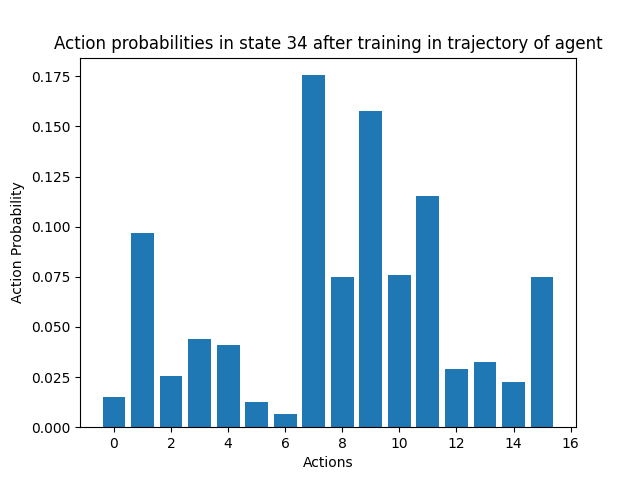 Action probabilities in state 34 after training in trajectory of agent
0.175
0.150
0.125
0.100
0.075
0.050
0.025
0.000
Action Probability
0 2 4 6 8 10 12 14 16
Actions